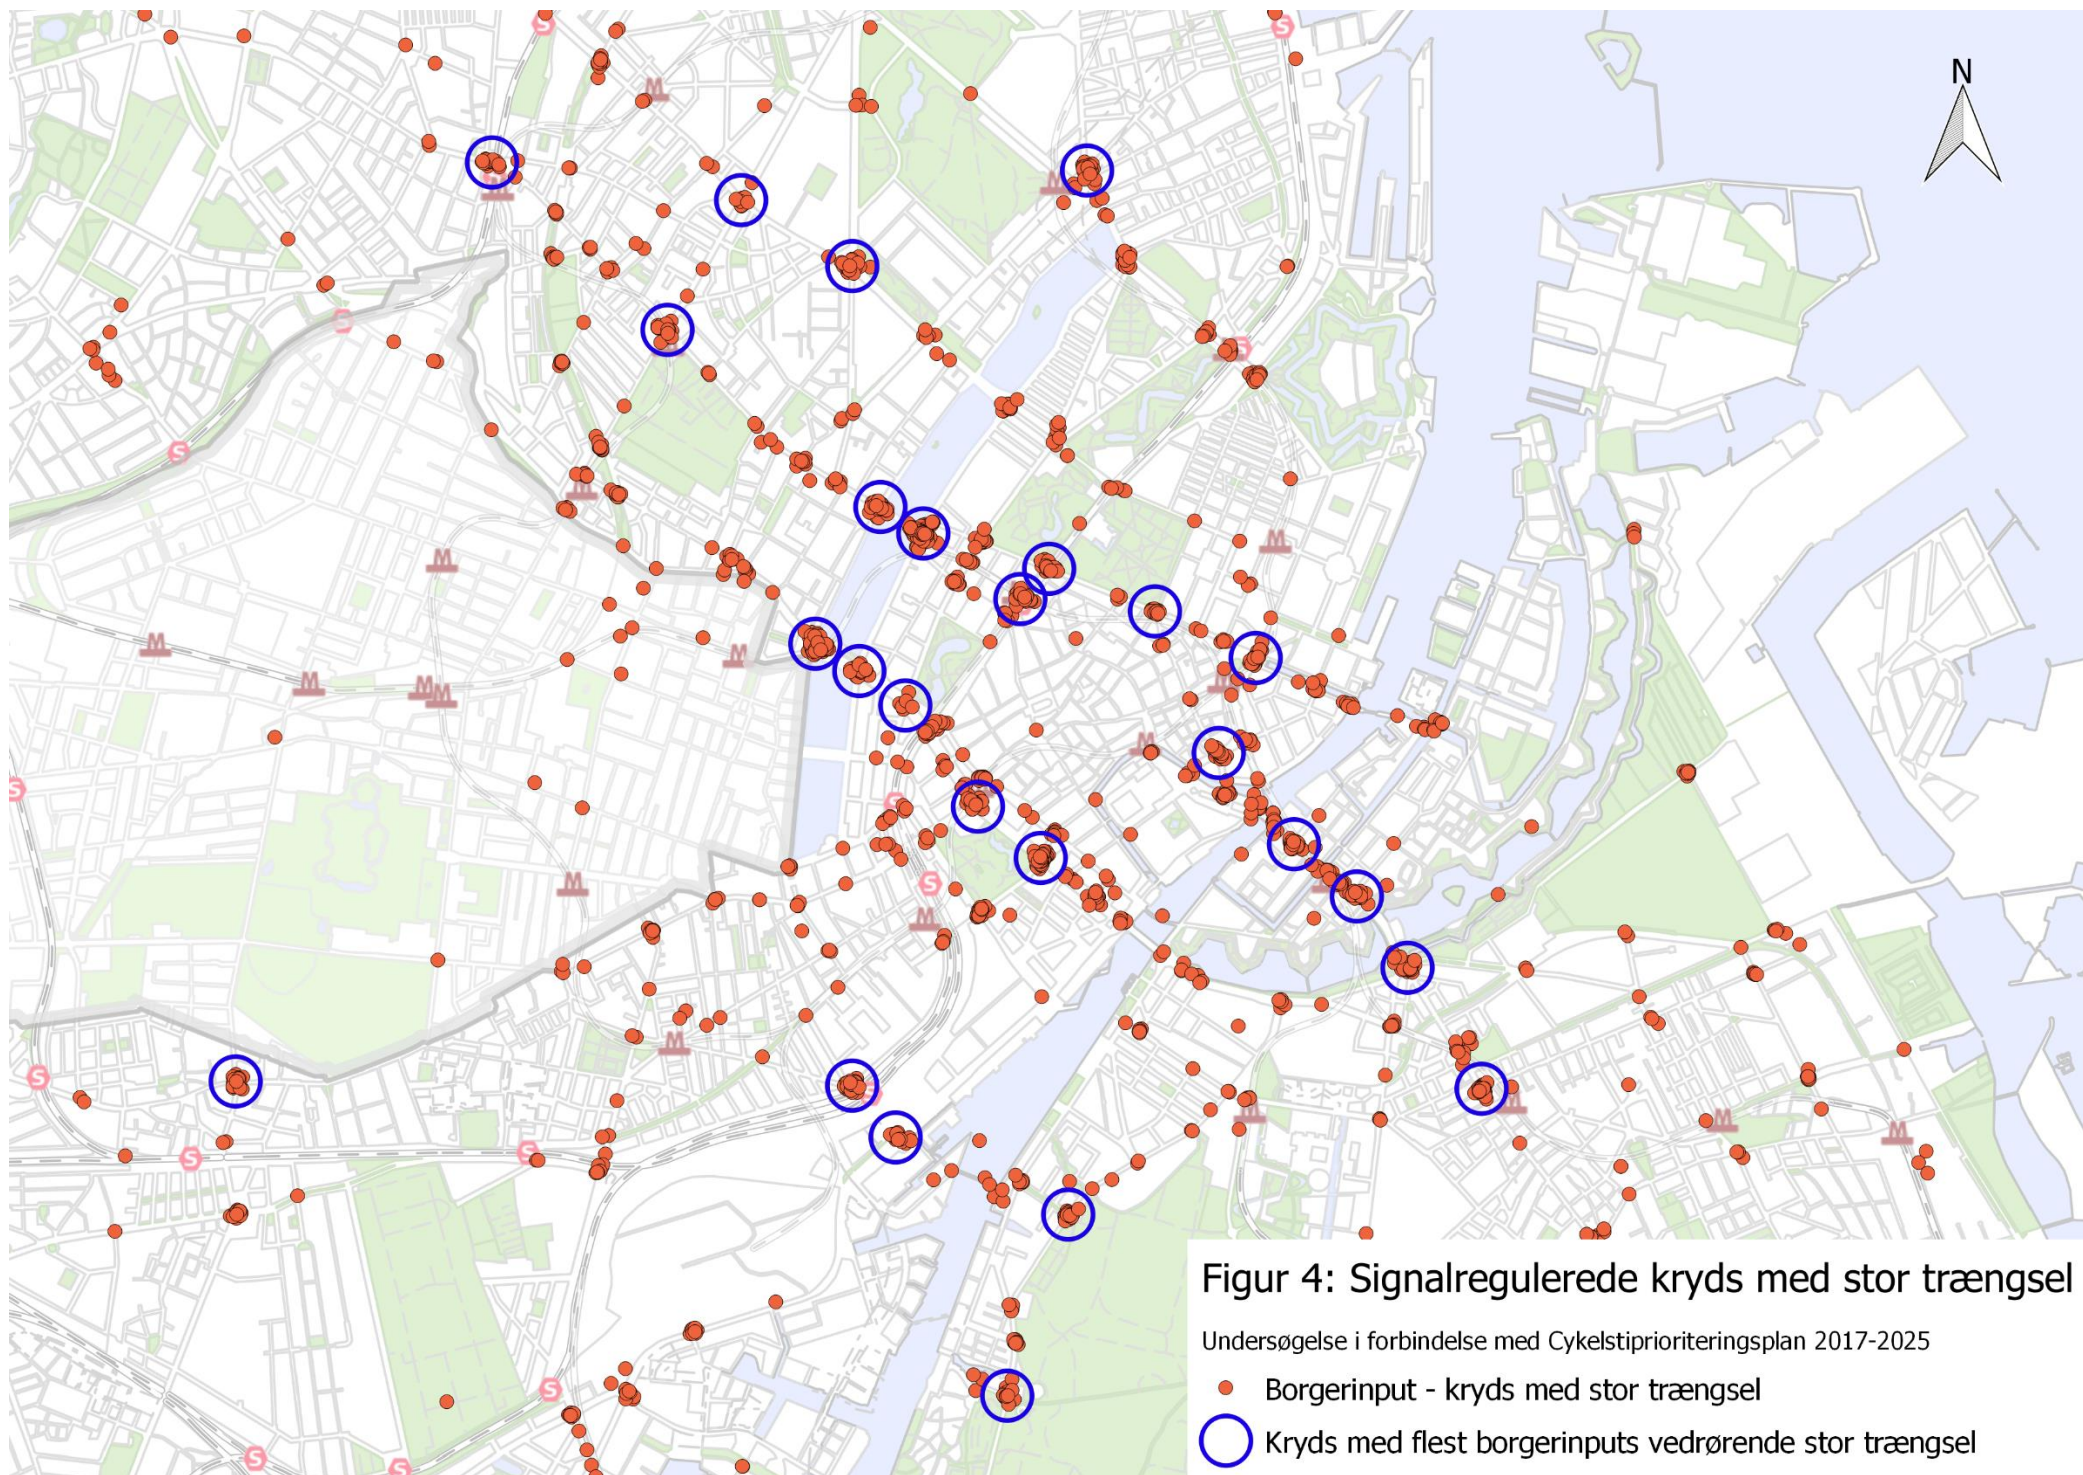 N
Figur 4: Signalregulerede kryds med stor trængsel
Undersøgelse i forbindelse med Cykelstiprioriteringsplan 2017-2025
Borgerinput - kryds med stor trængsel
Kryds med flest borgerinputs vedrørende stor trængsel